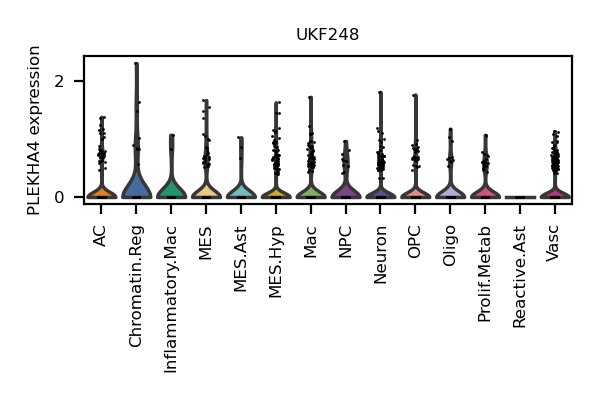 UKF248
PLEKHA4 expression
2
0
AC
Chromatin.Reg
Inflammatory.Mac
MES
MES.Ast
MES.Hyp
Mac
NPC
Neuron
OPC
Oligo
Prolif.Metab
Reactive.Ast
Vasc